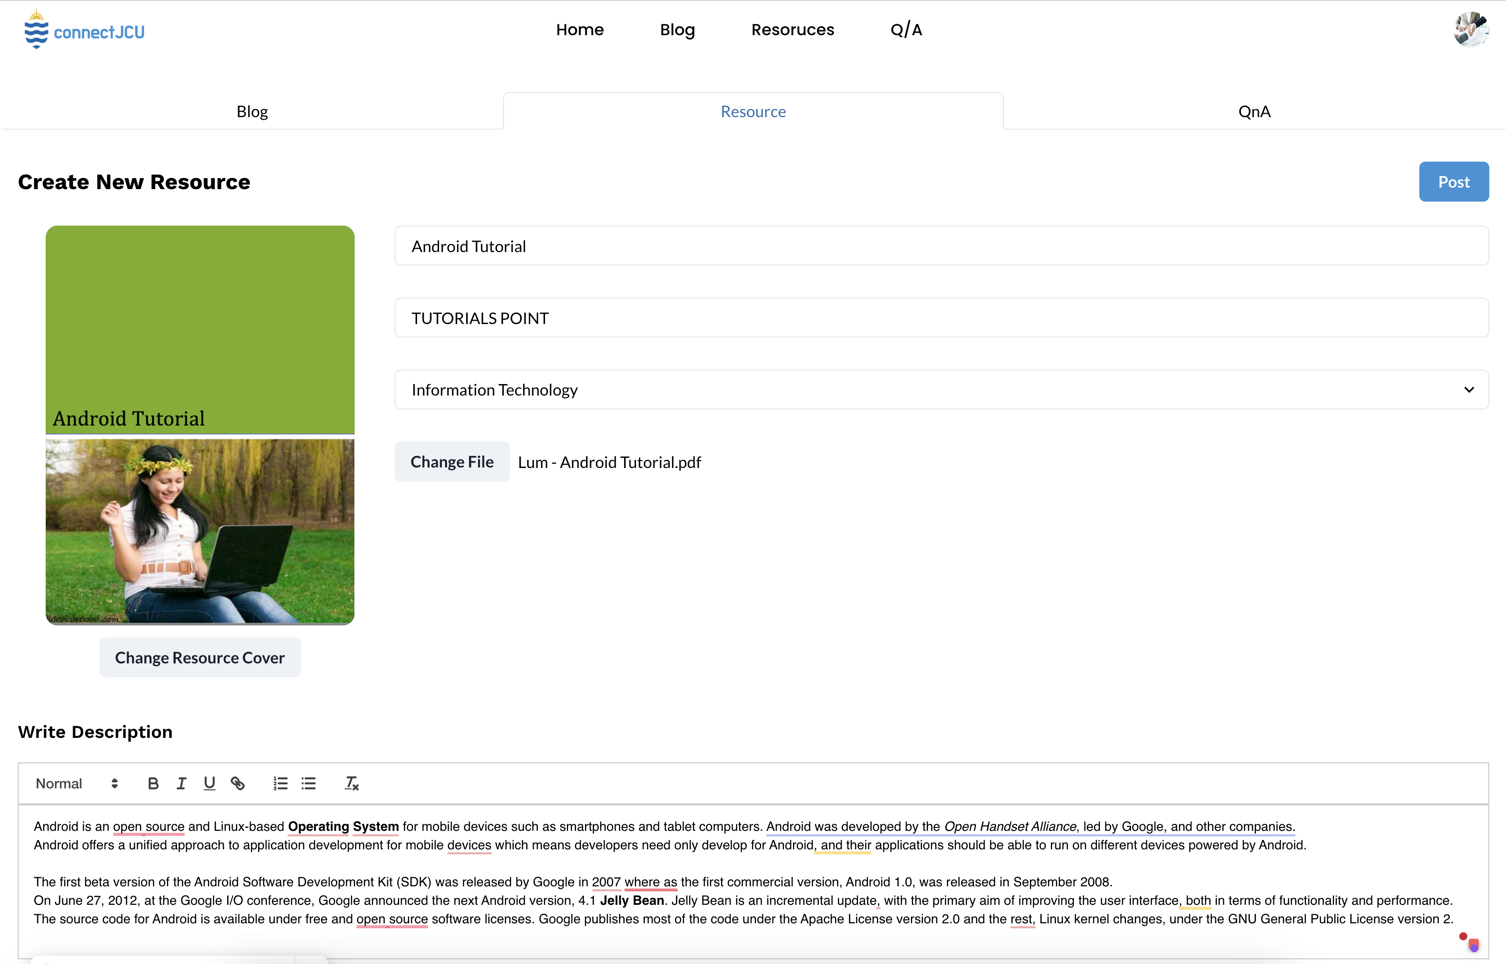 connectJCU
Home Blog Resoruces Q/A
Blog Resource QnA
Create New Resource
Post
Android Tutorial
Android Tutorial
TUTORIALS POINT
Information Technology
Change File Lum - Android Tutorial.pdf
Change Resource Cover
Write Description
Normal B I U
Android is an open source and Linux-based Operating System for mobile devices such as smartphones and tablet computers. Android was developed by the Open Handset Alliance, led by Google, and other companies.
Android offers a unified approach to application development for mobile devices which means developers need only develop for Android, and their applications should be able to run on different devices powered by Android.
The first beta version of the Android Software Development Kit (SDK) was released by Google in 2007 where as the first commercial version, Android 1.0, was released in September 2008.
On June 27, 2012, at the Google I/O conference, Google announced the next Android version, 4.1 Jelly Bean. Jelly Bean is an incremental update, with the primary aim of improving the user interface, both in terms of functionality and performance.
The source code for Android is available under free and open source software licenses. Google publishes most of the code under the Apache License version 2.0 and the rest, Linux kernel changes, under the GNU General Public License version 2.